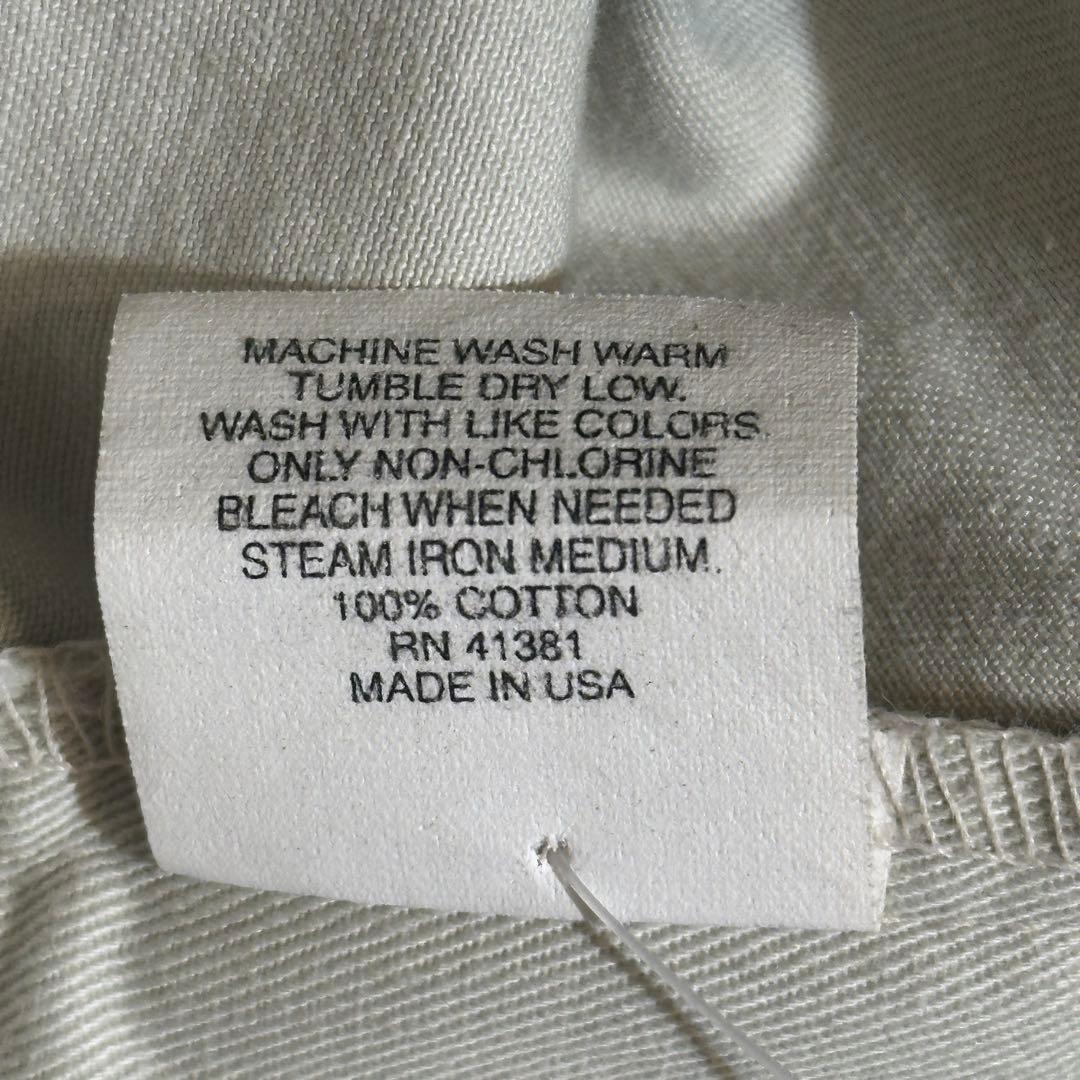 MACHINE WASH WARM
TUMBLE DRY LOW.
WASH WITH LIKE COLORS.
ONLY NON-CHLORINE
BLEACH WHEN NEEDED
STEAM IRON MEDIUM.
100% COTTON
RN 41381
MADE IN USA